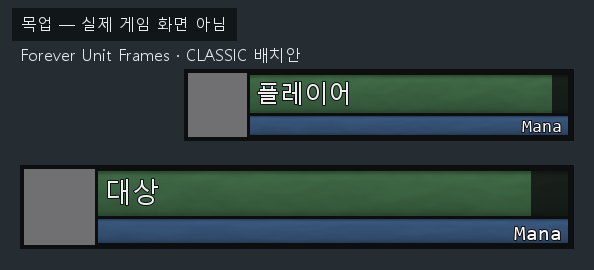 목업 — 실제 게임 화면 아님
Forever Unit Frames · CLASSIC 배치안
플레이어
Mana
대상
Mana